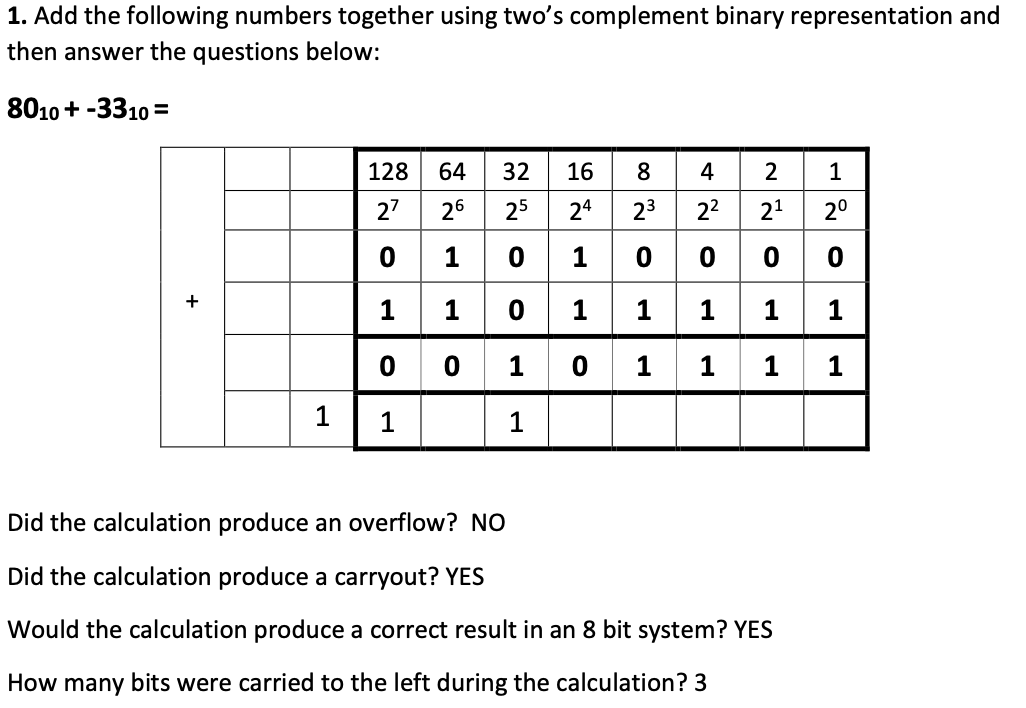 1. Add the following numbers together using two’s complement binary representation and
then answer the questions below:
80₁₀ + -33₁₀ =
128 64 32 16 8 4 2 1
2⁷ 2⁶ 2⁵ 2⁴ 2³ 2² 2¹ 2⁰
0 1 0 1 0 0 0 0
+ 1 1 0 1 1 1 1 1
0 0 1 0 1 1 1 1
1 1 1
Did the calculation produce an overflow? NO
Did the calculation produce a carryout? YES
Would the calculation produce a correct result in an 8 bit system? YES
How many bits were carried to the left during the calculation? 3